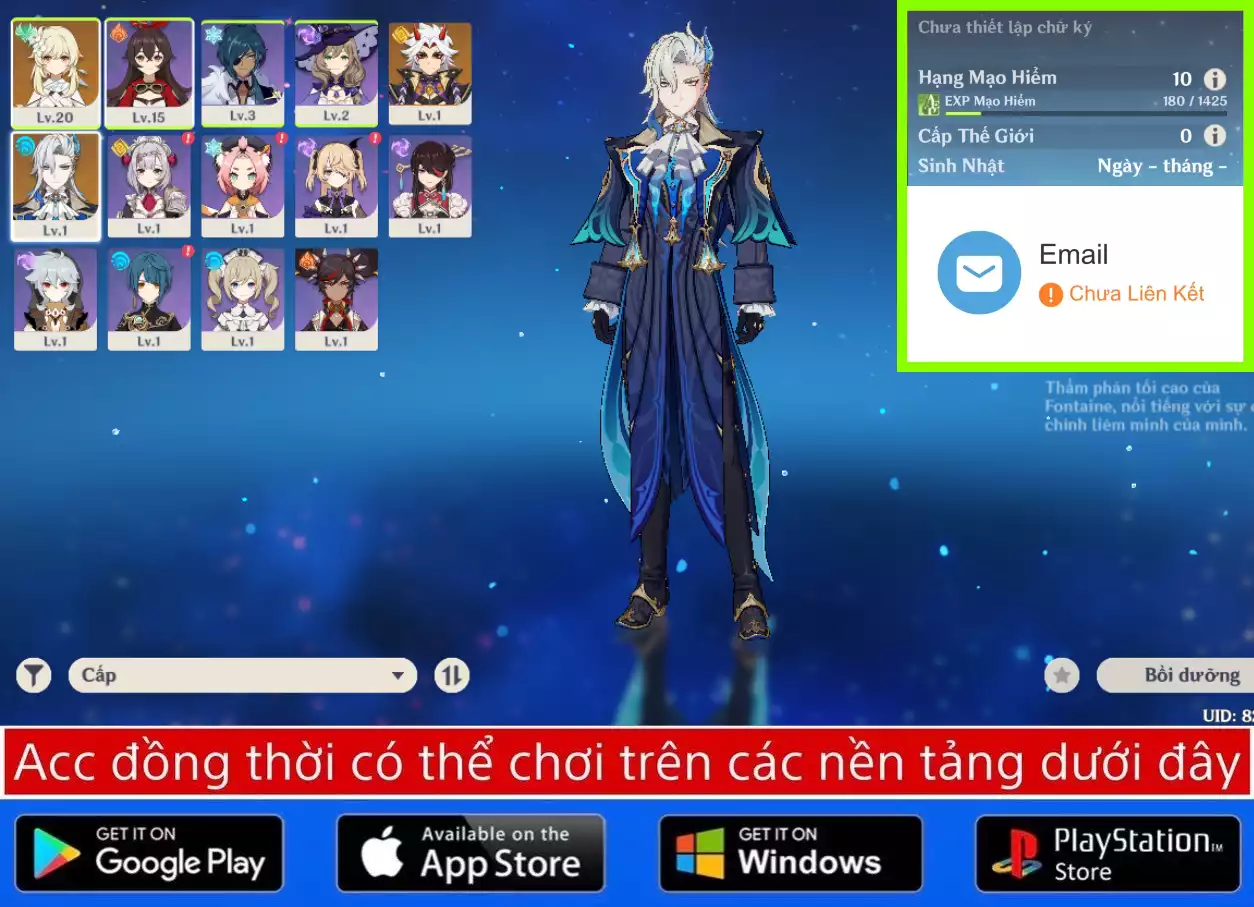 Lv.20
Lv.15
Lv.3
Lv.2
Lv.1
Lv.1
Lv.1
Lv.1
Lv.1
Lv.1
Lv.1
Lv.1
Lv.1
Lv.1
Chưa thiết lập chữ ký
Hạng Mạo Hiểm 10
EXP Mạo Hiểm 180 / 1425
Cấp Thế Giới 0
Sinh Nhật Ngày - tháng -
Email
Chưa Liên Kết
Thẩm phán tối cao của
Fontaine, nổi tiếng với sự
chính liêm minh của mình.
Cấp
Bồi dưỡng
UID: 8
Acc đồng thời có thể chơi trên các nền tảng dưới đây
GET IT ON
Google Play
Available on the
App Store
GET IT ON
Windows
PlayStation™
Store